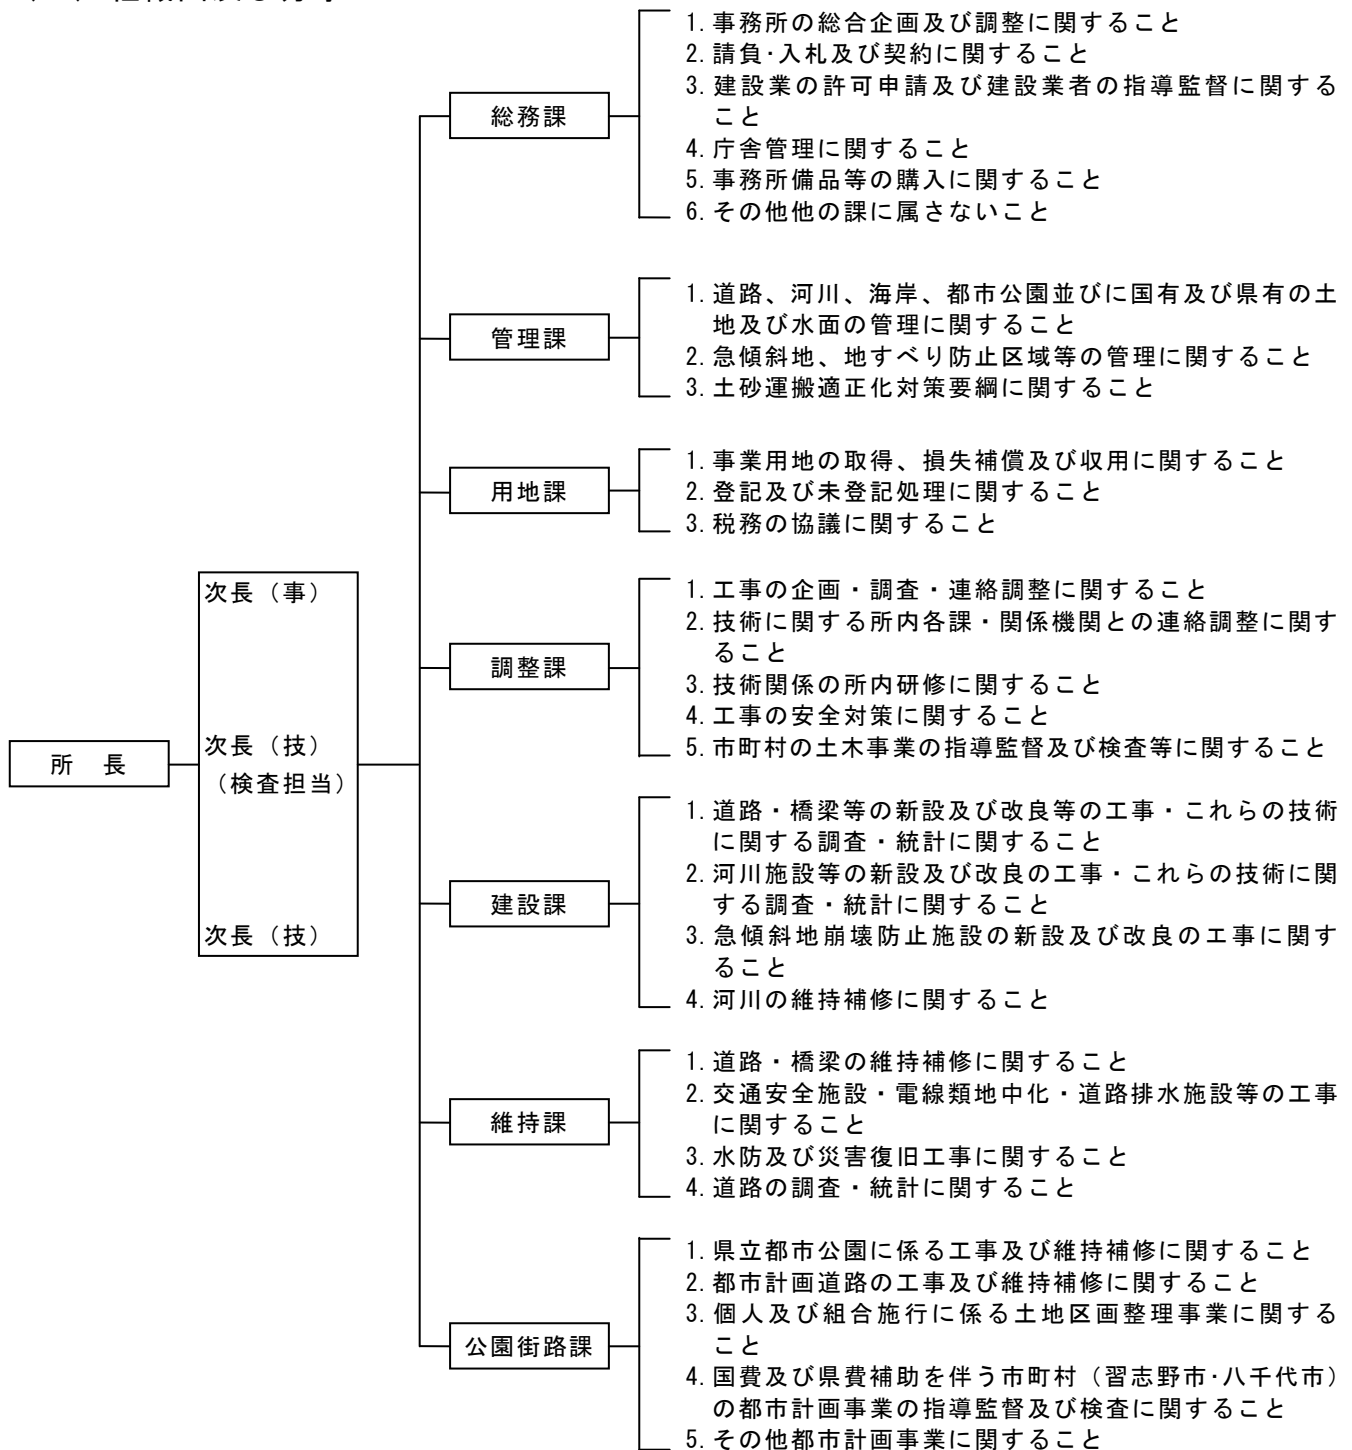 総務課
1. 事務所の総合企画及び調整に関すること
2. 請負･入札及び契約に関すること
3. 建設業の許可申請及び建設業者の指導監督に関する
こと
4. 庁舎管理に関すること
5. 事務所備品等の購入に関すること
6. その他他の課に属さないこと
管理課
1. 道路、河川、海岸、都市公園並びに国有及び県有の土
地及び水面の管理に関すること
2. 急傾斜地、地すべり防止区域等の管理に関すること
3. 土砂運搬適正化対策要綱に関すること
用地課
1. 事業用地の取得、損失補償及び収用に関すること
2. 登記及び未登記処理に関すること
3. 税務の協議に関すること
所　長
次長（事）
次長（技）
（検査担当）
次長（技）
調整課
1. 工事の企画・調査・連絡調整に関すること
2. 技術に関する所内各課・関係機関との連絡調整に関す
ること
3. 技術関係の所内研修に関すること
4. 工事の安全対策に関すること
5. 市町村の土木事業の指導監督及び検査等に関すること
建設課
1. 道路・橋梁等の新設及び改良等の工事・これらの技術
に関する調査・統計に関すること
2. 河川施設等の新設及び改良の工事・これらの技術に関
する調査・統計に関すること
3. 急傾斜地崩壊防止施設の新設及び改良の工事に関す
ること
4. 河川の維持補修に関すること
維持課
1. 道路・橋梁の維持補修に関すること
2. 交通安全施設・電線類地中化・道路排水施設等の工事
に関すること
3. 水防及び災害復旧工事に関すること
4. 道路の調査・統計に関すること
公園街路課
1. 県立都市公園に係る工事及び維持補修に関すること
2. 都市計画道路の工事及び維持補修に関すること
3. 個人及び組合施行に係る土地区画整理事業に関する
こと
4. 国費及び県費補助を伴う市町村（習志野市･八千代市）
の都市計画事業の指導監督及び検査に関すること
5. その他都市計画事業に関すること